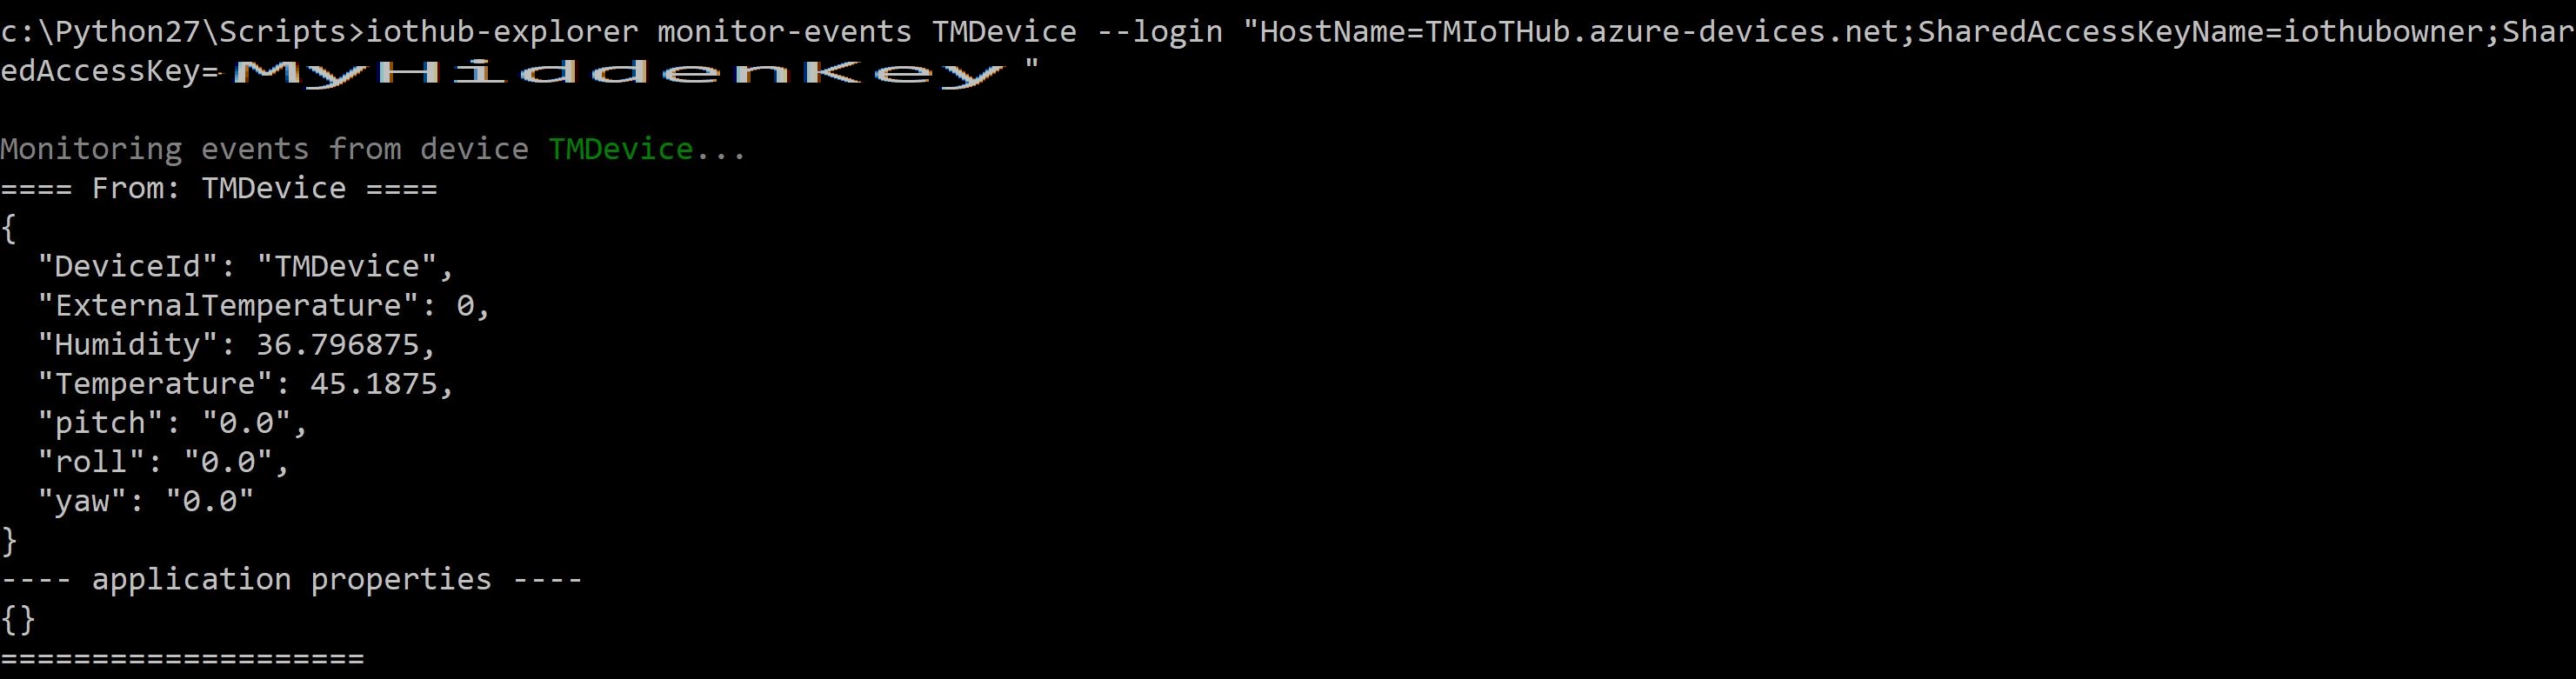 c:\Python27\Scripts>iothub-explorer monitor-events TMDevice --login "HostName=TMIoTHub.azure-devices.net;SharedAccessKeyName=iothubowner;Shar
edAccessKey=MyHiddenKey"
Monitoring events from device TMDevice...
==== From: TMDevice ====
{
  "DeviceId": "TMDevice",
  "ExternalTemperature": 0,
  "Humidity": 36.796875,
  "Temperature": 45.1875,
  "pitch": "0.0",
  "roll": "0.0",
  "yaw": "0.0"
}
---- application properties ----
{}
====================